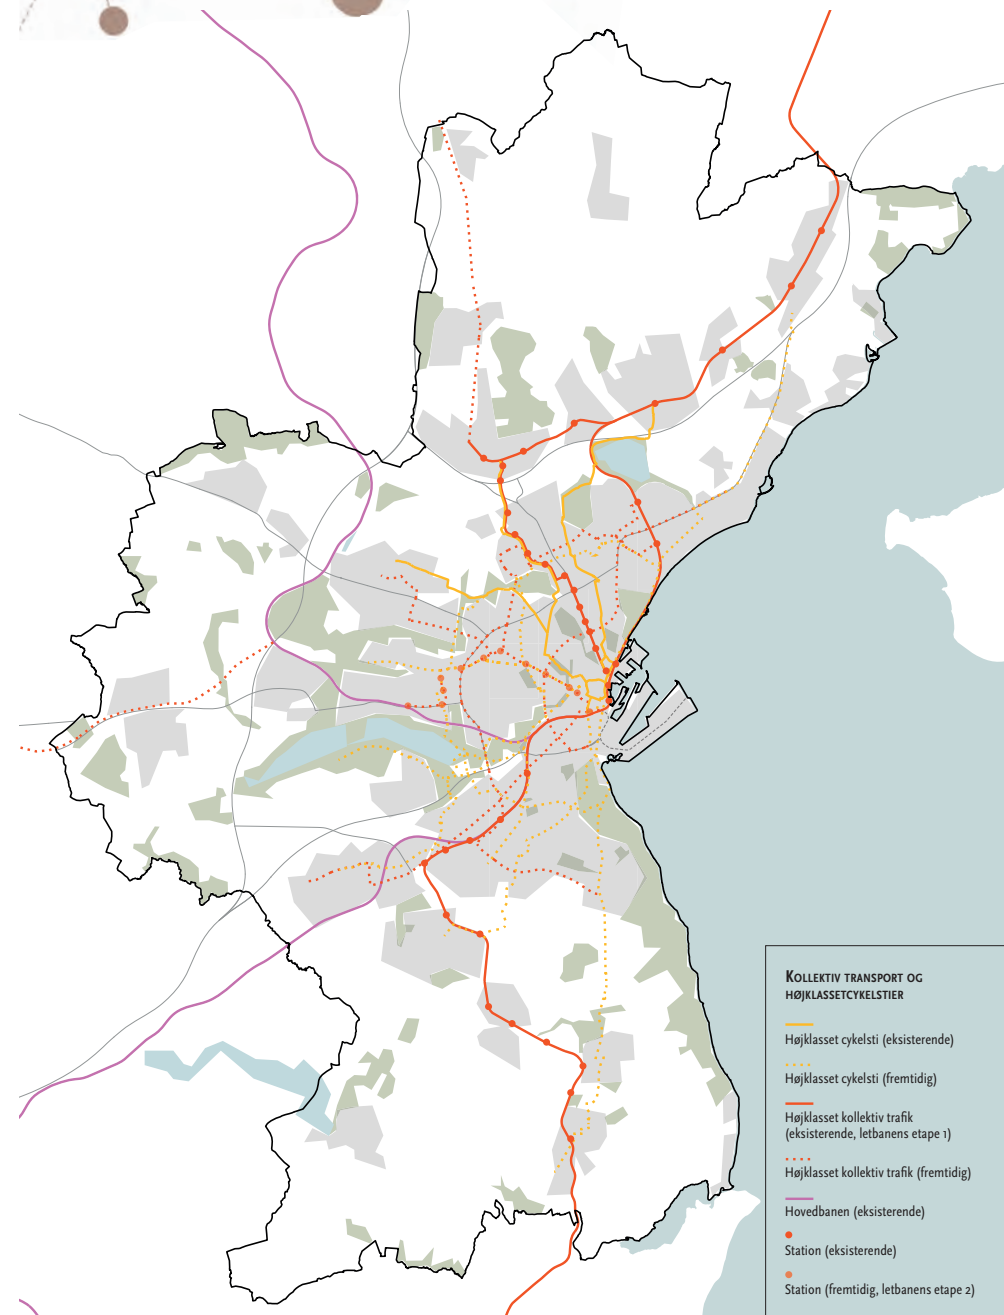 Kollektiv transport og
højklassetcykelstier
Højklasset cykelsti (eksisterende)
Højklasset cykelsti (fremtidig)
Højklasset kollektiv trafik
(eksisterende, letbanens etape 1)
Højklasset kollektiv trafik (fremtidig)
Hovedbanen (eksisterende)
Station (eksisterende)
Station (fremtidig, letbanens etape 2)